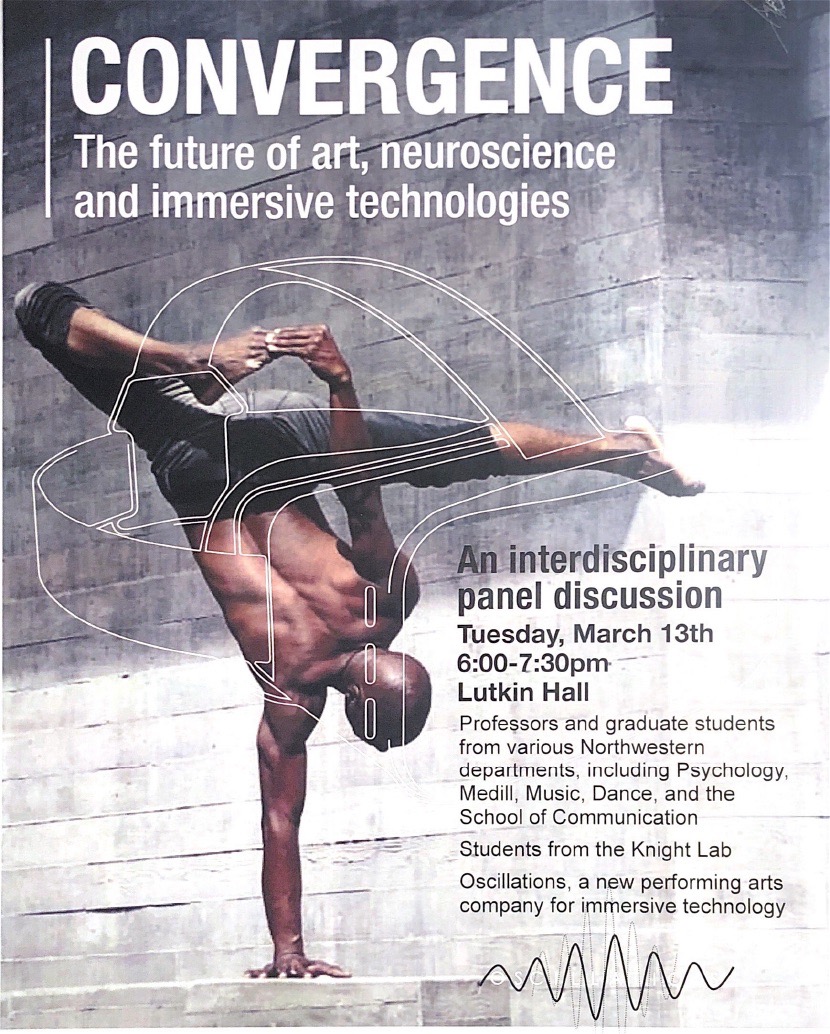 CONVERGENCE
The future of art, neuroscience
and immersive technologies
An interdisciplinary
panel discussion
Tuesday, March 13th
6:00-7:30pm
Lutkin Hall
Professors and graduate students
from various Northwestern
departments, including Psychology,
Medill, Music, Dance, and the
School of Communication
Students from the Knight Lab
Oscillations, a new performing arts
company for immersive technology